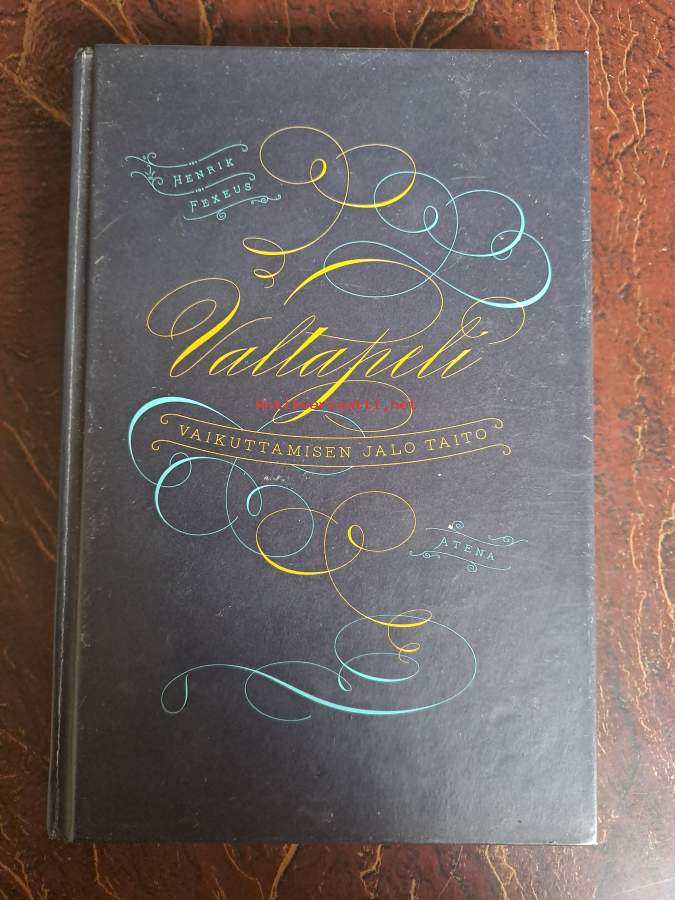 HENRIK
FEXEUS
Valtapeli
Antikvariaatti.net
VAIKUTTAMISEN JALO TAITO
ATENA